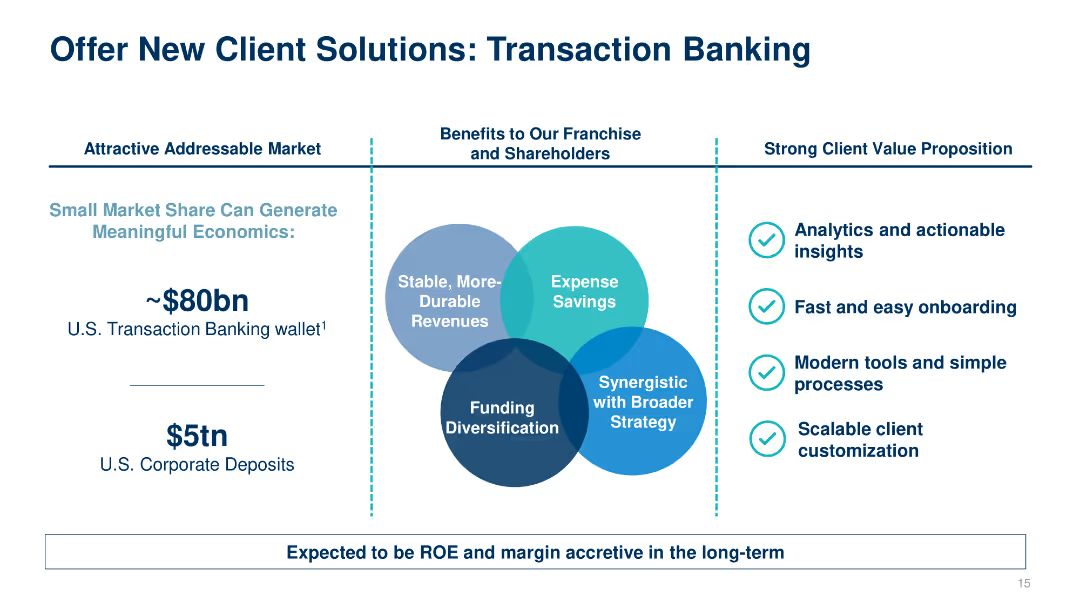 Offer New Client Solutions: Transaction Banking
Attractive Addressable Market
Small Market Share Can Generate
Meaningful Economics:
~$80bn
U.S. Transaction Banking wallet¹
$5tn
U.S. Corporate Deposits
Benefits to Our Franchise
and Shareholders
Stable, More-
Durable
Revenues
Expense
Savings
Funding
Diversification
Synergistic
with Broader
Strategy
Strong Client Value Proposition
Analytics and actionable
insights
Fast and easy onboarding
Modern tools and simple
processes
Scalable client
customization
Expected to be ROE and margin accretive in the long-term
15